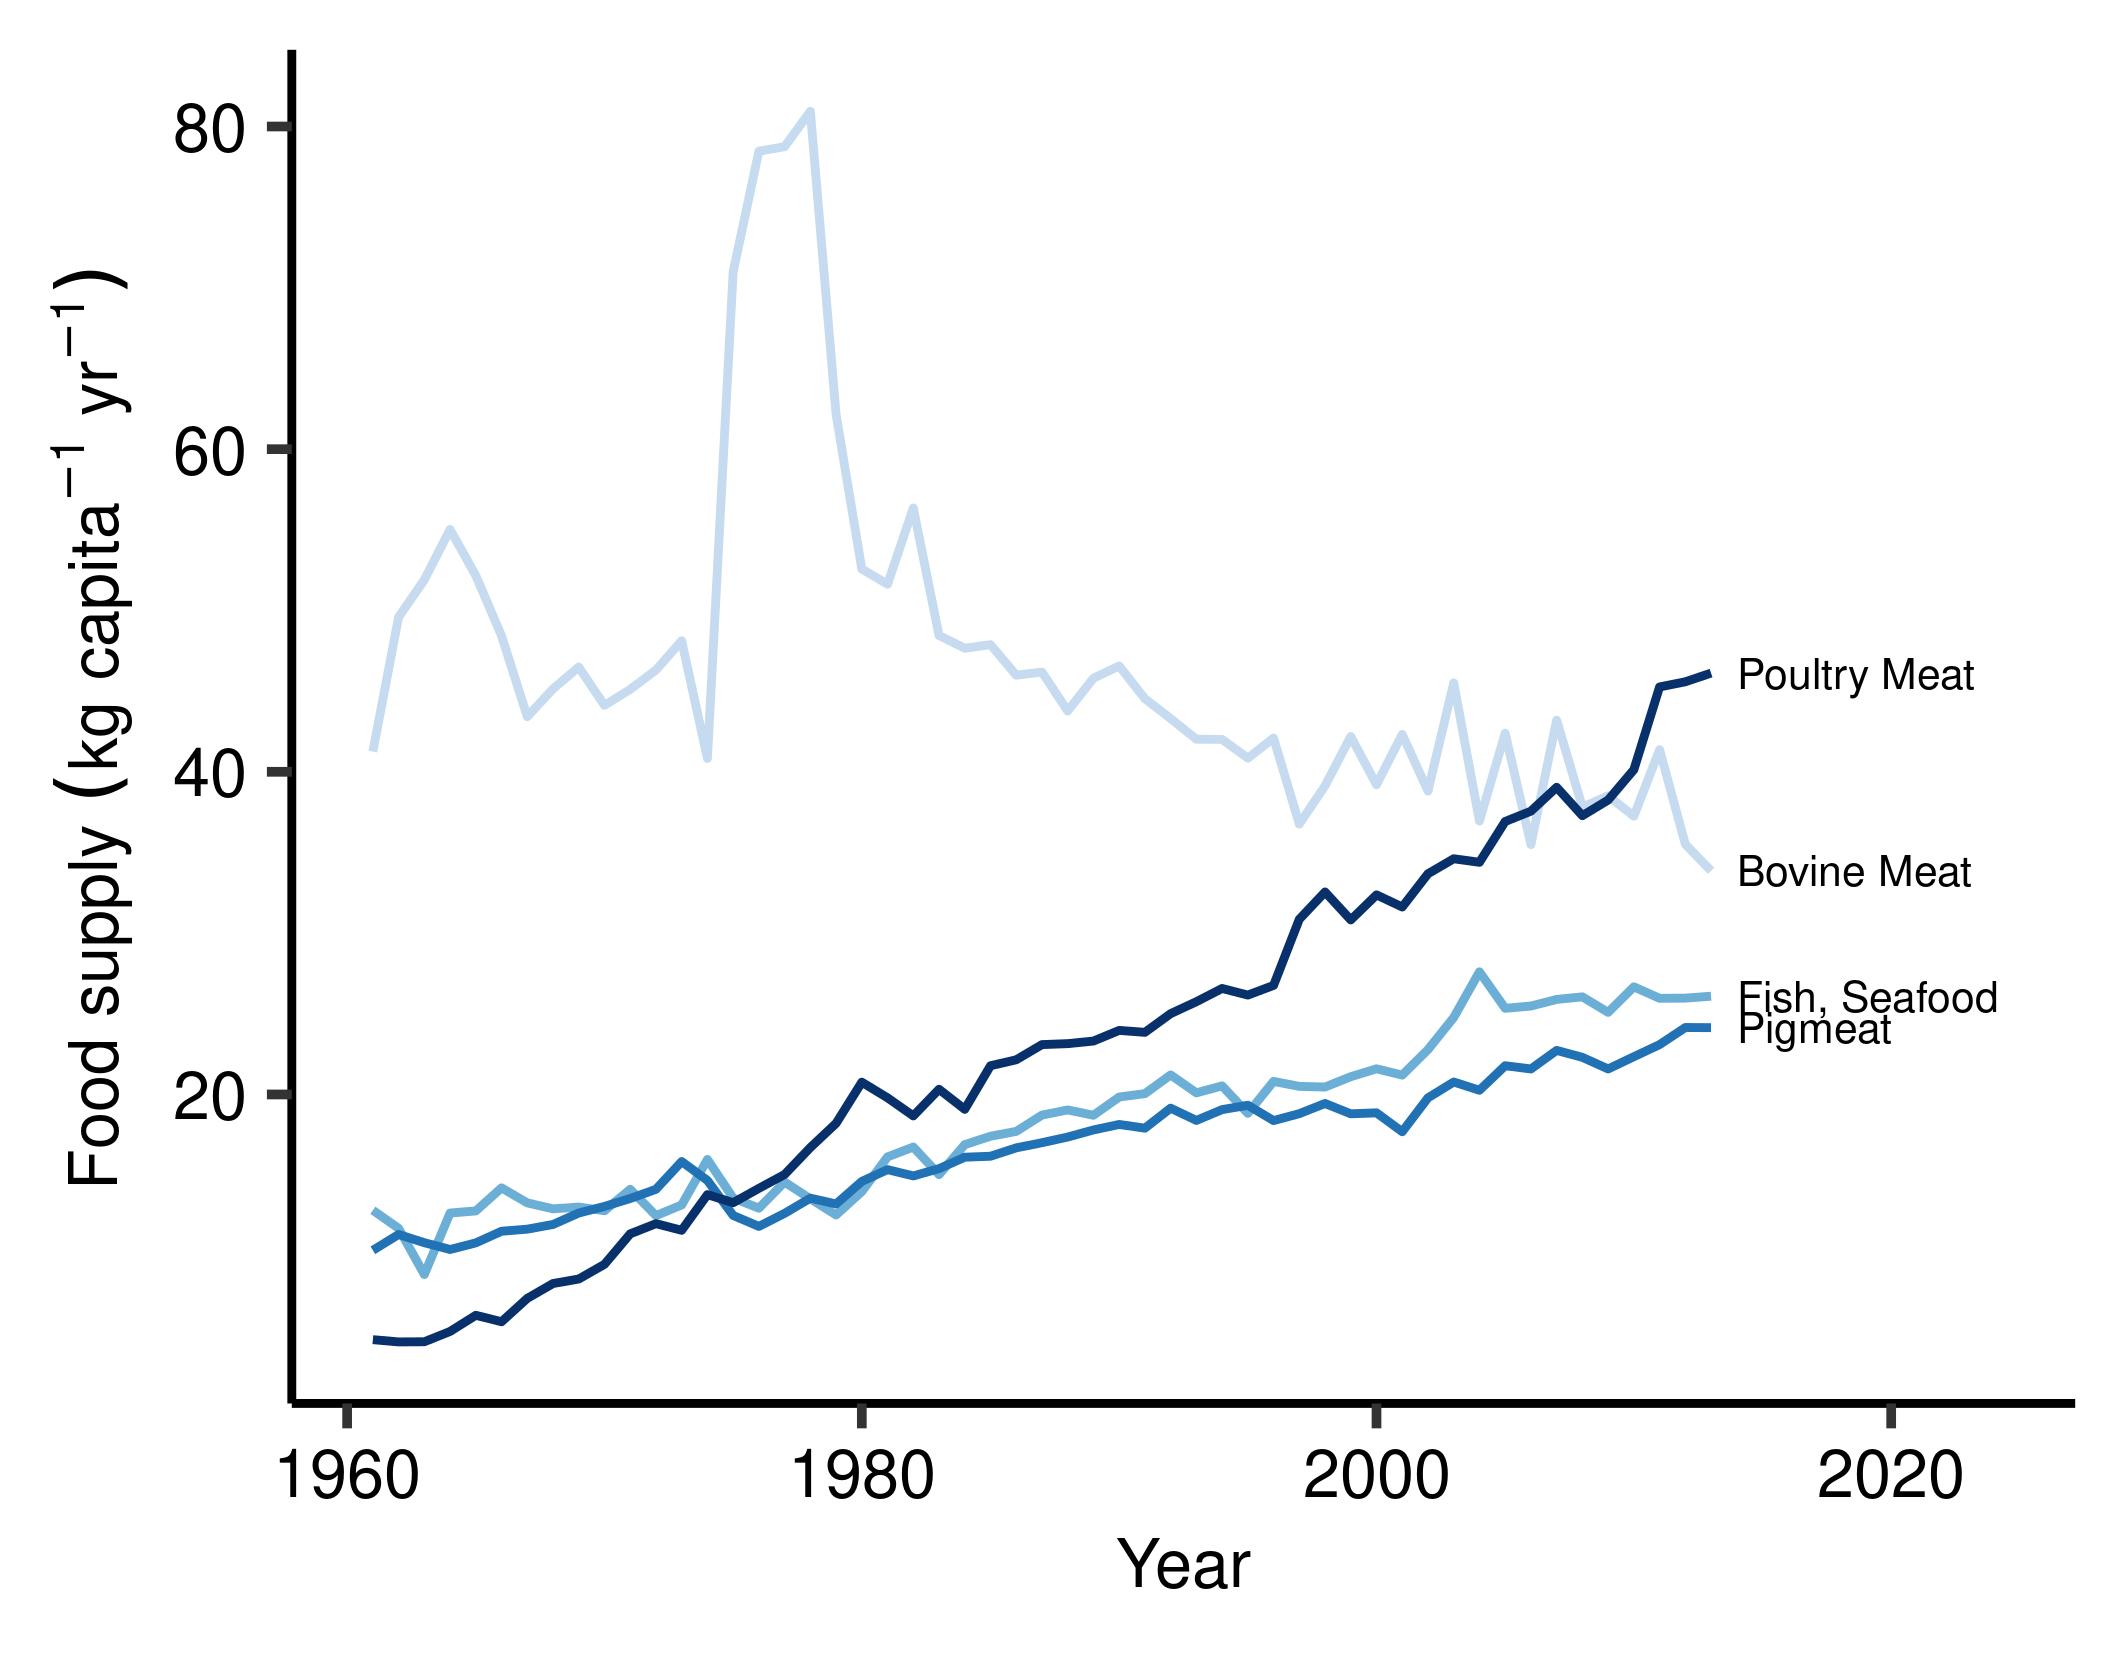 Food supply (kg capita⁻¹ yr⁻¹)
80
60
40
20
Poultry Meat
Bovine Meat
Fish, Seafood
Pigmeat
1960 1980 2000 2020
Year